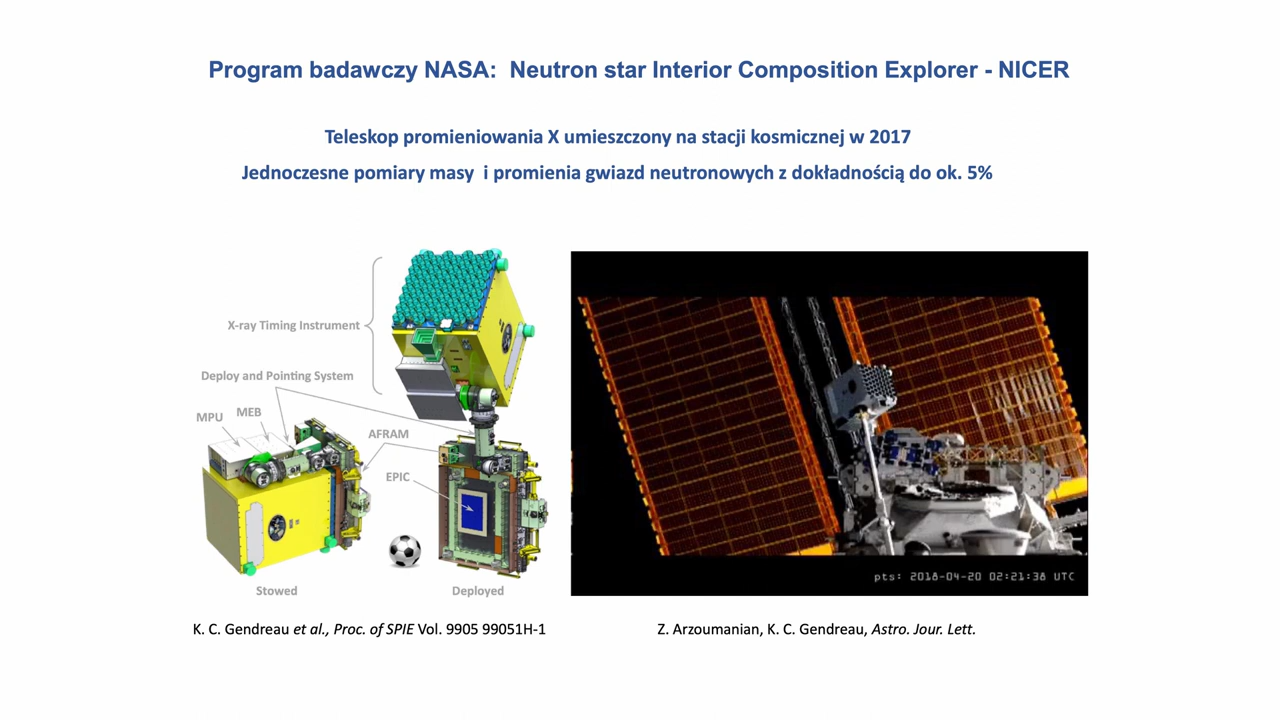 Program badawczy NASA:  Neutron star Interior Composition Explorer - NICER
Teleskop promieniowania X umieszczony na stacji kosmicznej w 2017
Jednoczesne pomiary masy  i promienia gwiazd neutronowych z dokładnością do ok. 5%
X-ray Timing Instrument
Deploy and Pointing System
MPU
MEB
AFRAM
EPIC
Stowed
Deployed
pts: 2018-04-20 02:21:38 UTC
K. C. Gendreau et al., Proc. of SPIE Vol. 9905 99051H-1
Z. Arzoumanian, K. C. Gendreau, Astro. Jour. Lett.